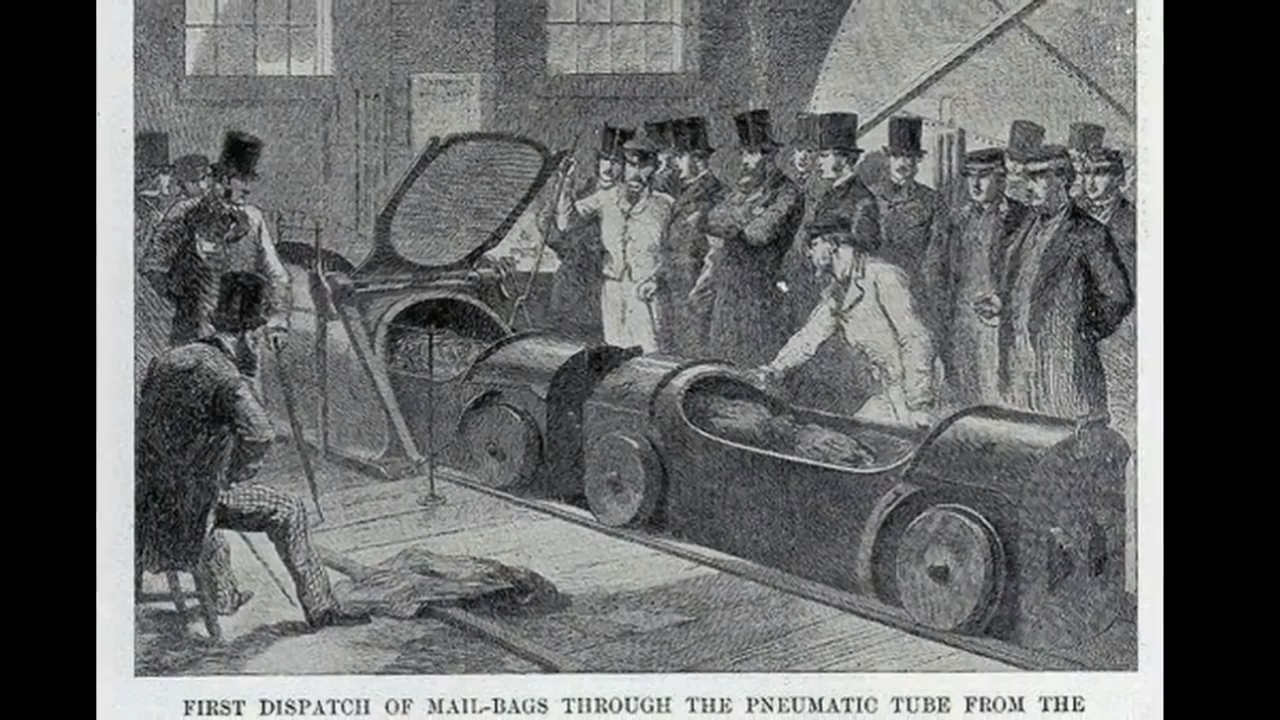 FIRST DISPATCH OF MAIL-BAGS THROUGH THE PNEUMATIC TUBE FROM THE